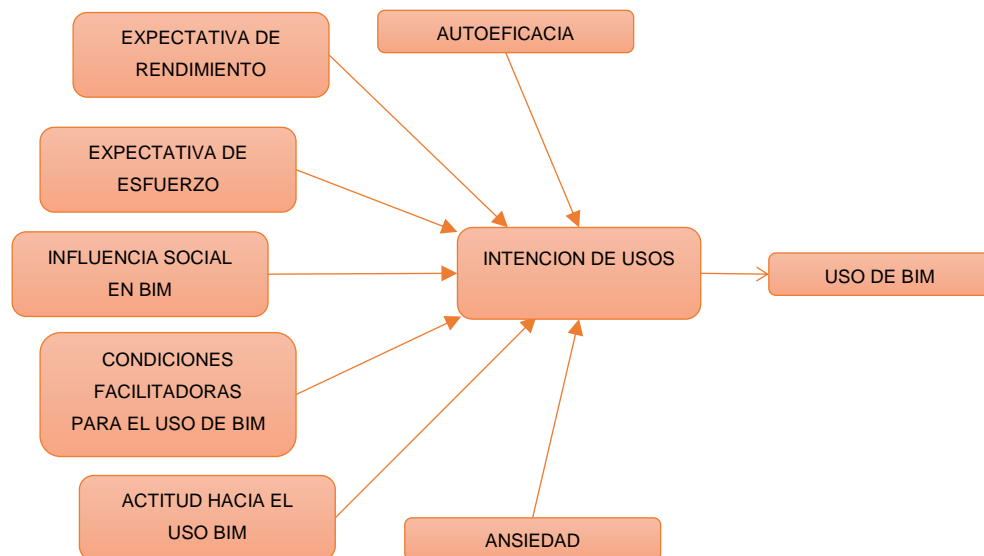 EXPECTATIVA DE
RENDIMIENTO
AUTOEFICACIA
EXPECTATIVA DE
ESFUERZO
INFLUENCIA SOCIAL
EN BIM
INTENCION DE USOS
USO DE BIM
CONDICIONES
FACILITADORAS
PARA EL USO DE BIM
ACTITUD HACIA EL
USO BIM
ANSIEDAD